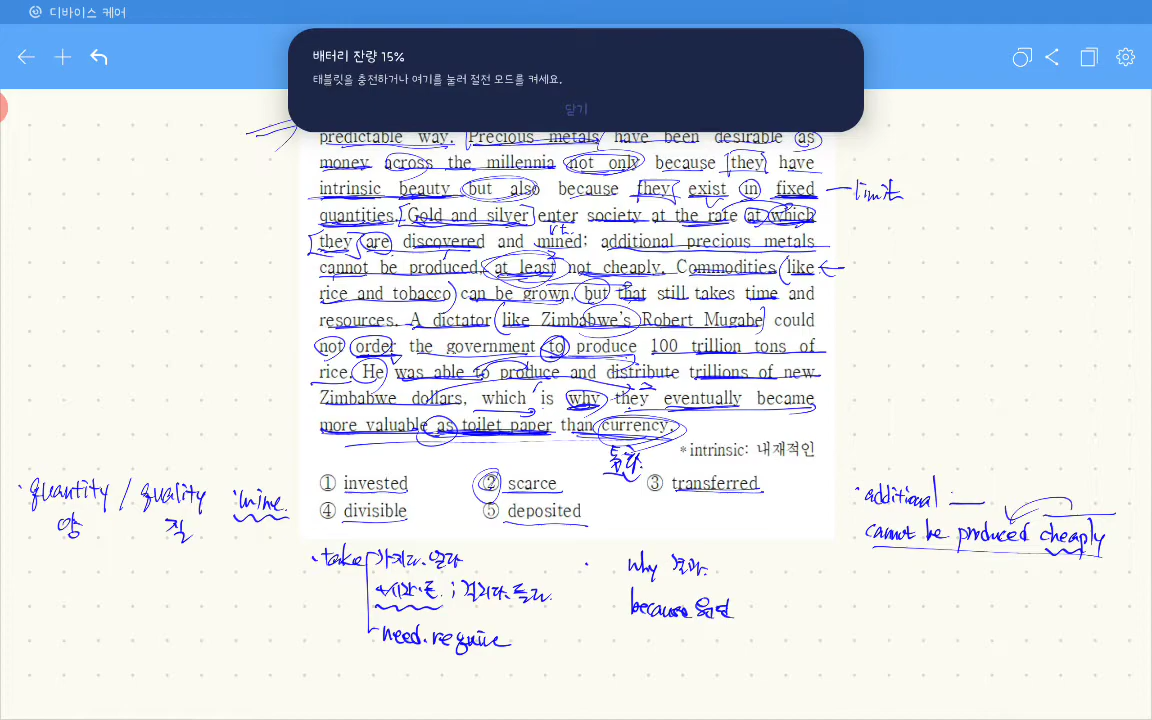 디바이스 케어
배터리 잔량 15%
태블릿을 충전하거나 여기를 눌러 절전 모드를 켜세요.
닫기
predictable way. Precious metals have been desirable as
money across the millennia not only because they have
intrinsic beauty but also because they exist in fixed
limit
quantities. Gold and silver enter society at the rate at which
vt.
they are discovered and mined; additional precious metals
cannot be produced, at least not cheaply. Commodities like
rice and tobacco can be grown, but that still takes time and
resources. A dictator like Zimbabwe's Robert Mugabe could
not order the government to produce 100 trillion tons of
rice. He was able to produce and distribute trillions of new
Zimbabwe dollars, which is why they eventually became
more valuable as toilet paper than currency.
통화.
*intrinsic: 내재적인
① invested ② scarce ③ transferred
④ divisible ⑤ deposited
· quantity / quality
양 질
· mine.
· additional
cannot be produced cheaply
· take 가지다.
시간.
need. require
why 결과.
because 원인